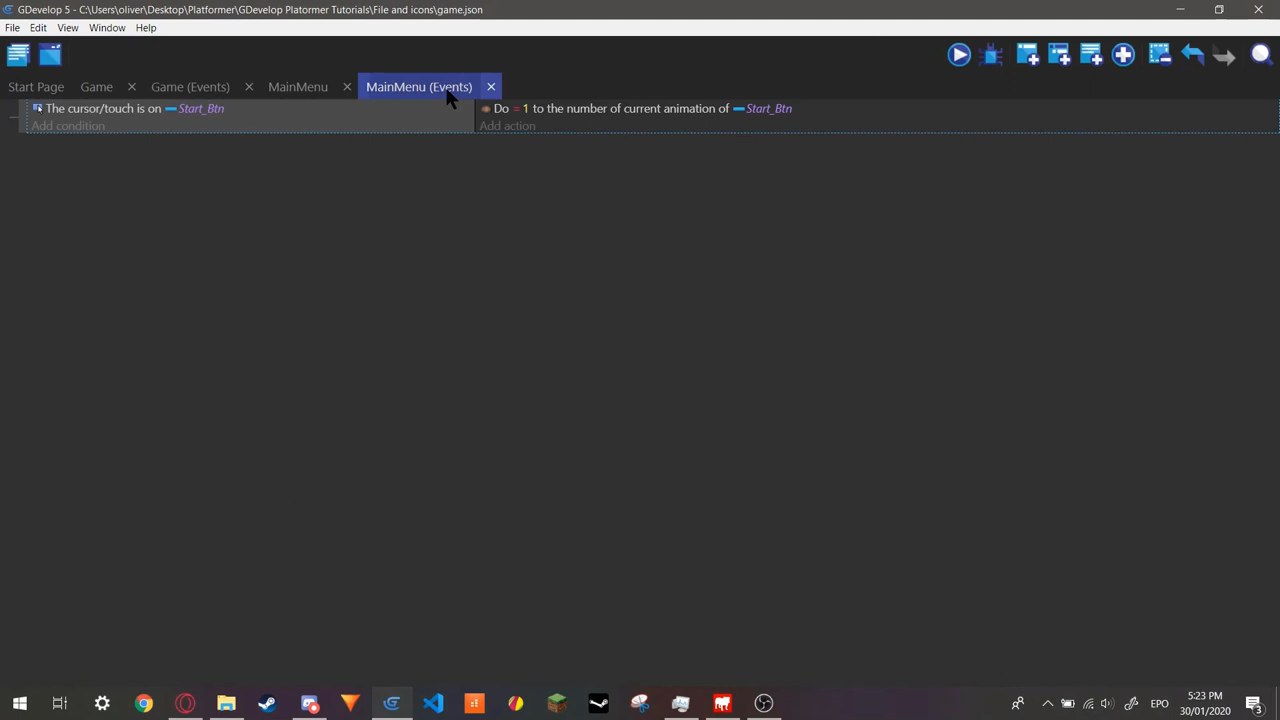 GDevelop 5 - C:\Users\oliver\Desktop\Platformer\GDevelop Platormer Tutorials\File and icons\game.json
File Edit View Window Help
Start Page Game Game (Events) MainMenu MainMenu (Events)
The cursor/touch is on Start_Btn Do = 1 to the number of current animation of Start_Btn
Add condition Add action
5:23 PM
EPO
30/01/2020
3